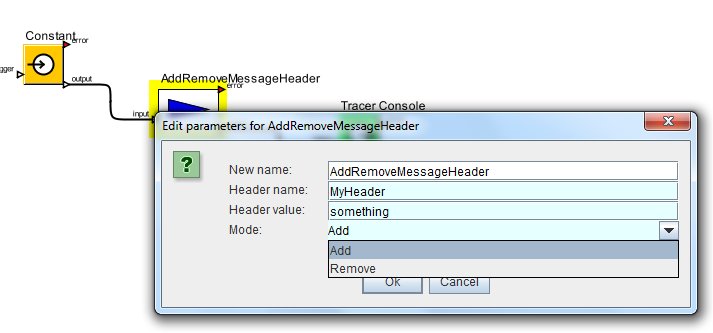 Constant
error
gger
output
AddRemoveMessageHeader
error
input
Tracer Console
Edit parameters for AddRemoveMessageHeader
New name: AddRemoveMessageHeader
Header name: MyHeader
Header value: something
Mode: Add
Add
Remove
Ok Cancel